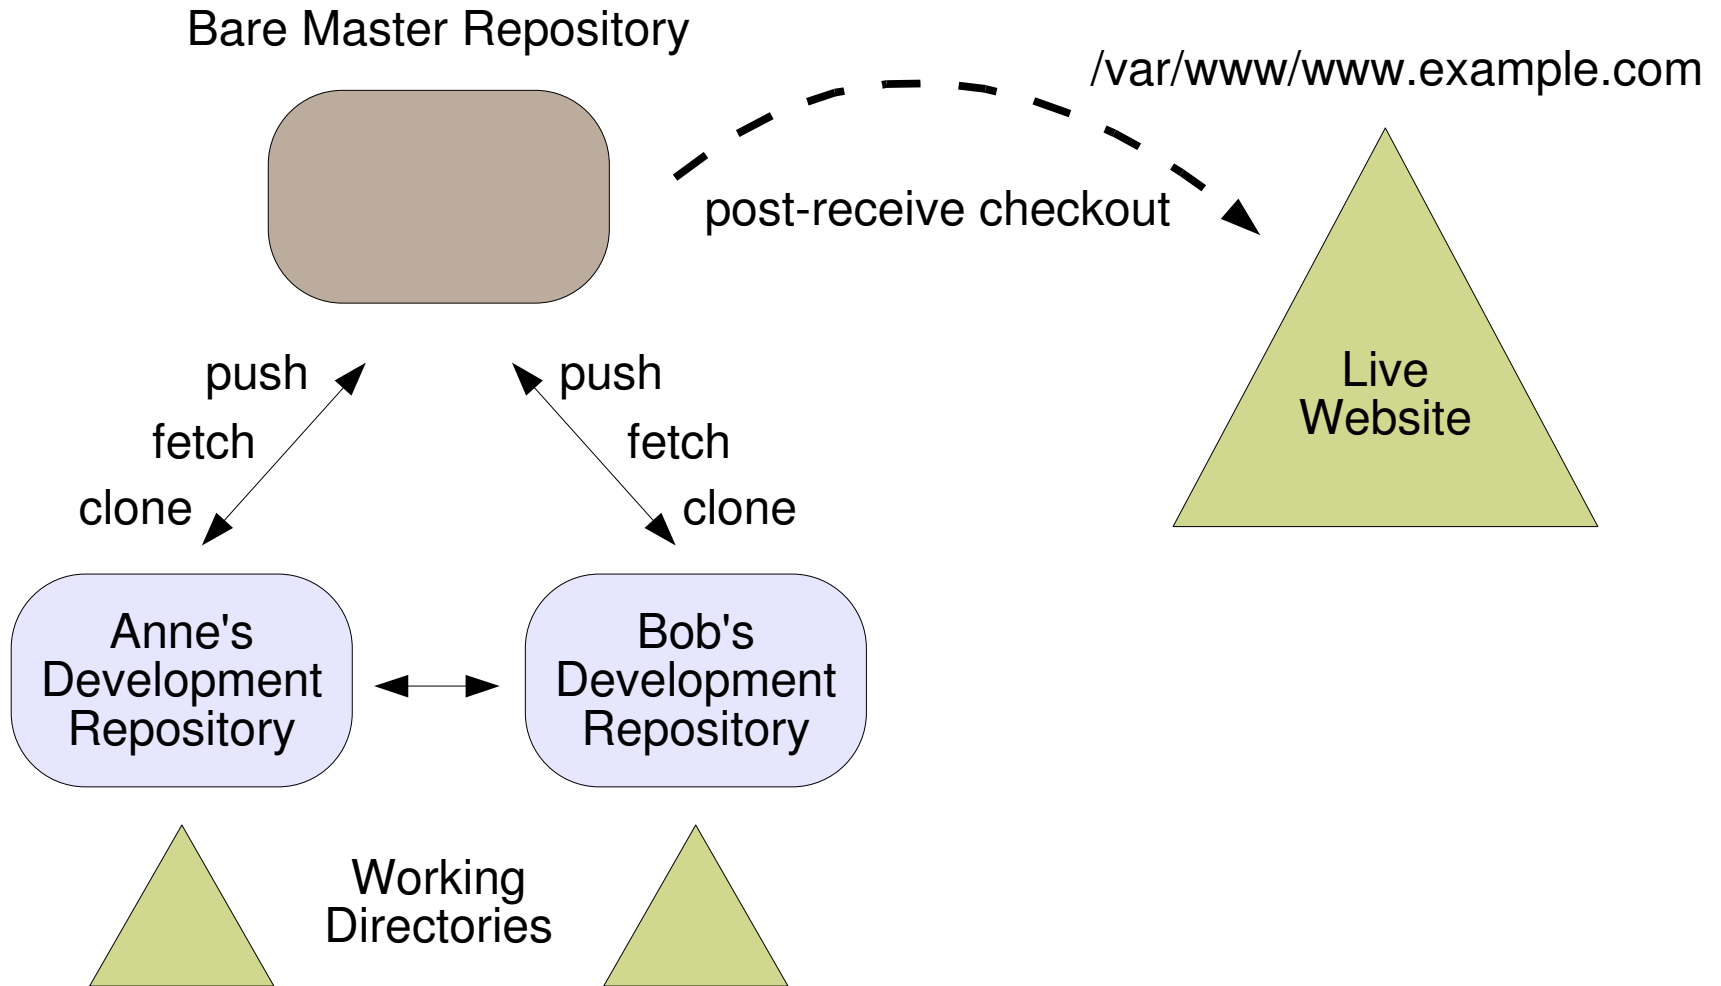 Bare Master Repository
/var/www/www.example.com
post-receive checkout
push
push
fetch
fetch
clone
clone
Live
Website
Anne's
Development
Repository
Bob's
Development
Repository
Working
Directories